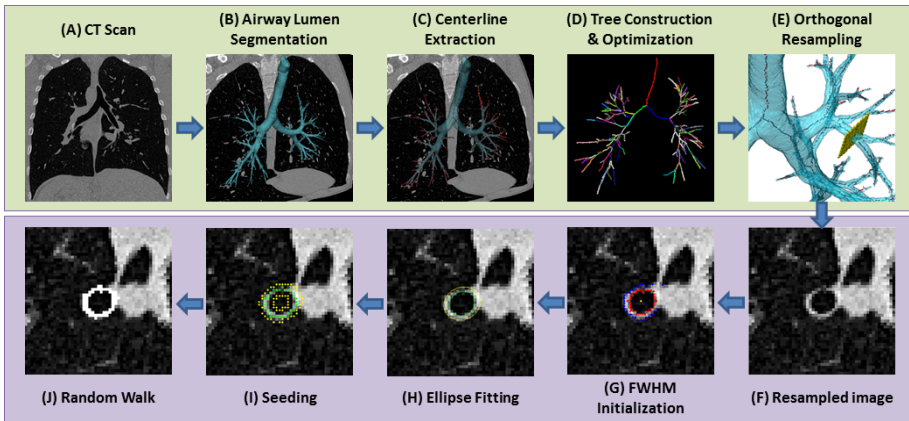 (A) CT Scan
(B) Airway Lumen
Segmentation
(C) Centerline
Extraction
(D) Tree Construction
& Optimization
(E) Orthogonal
Resampling
(J) Random Walk
(I) Seeding
(H) Ellipse Fitting
(G) FWHM
Initialization
(F) Resampled image